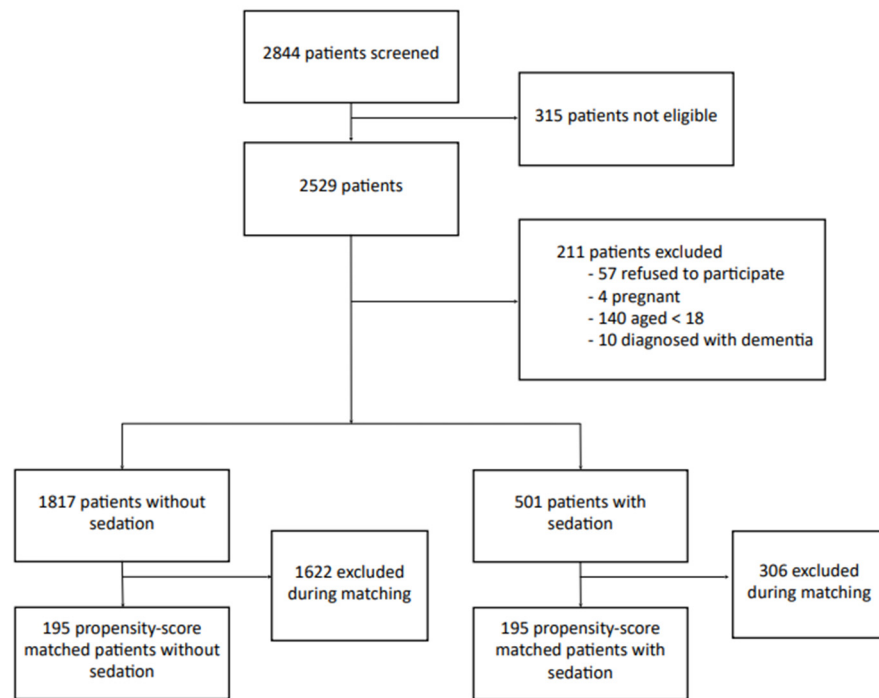 2844 patients screened
315 patients not eligible
2529 patients
211 patients excluded
- 57 refused to participate
- 4 pregnant
- 140 aged < 18
- 10 diagnosed with dementia
1817 patients without
sedation
501 patients with
sedation
1622 excluded
during matching
306 excluded
during matching
195 propensity-score
matched patients without
sedation
195 propensity-score
matched patients with
sedation